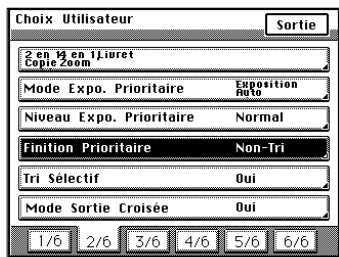 Choix Utilisateur
Sortie
2 en 1/4 en 1,Livret
Copie Zoom
Mode Expo. Prioritaire
Exposition
Auto
Niveau Expo. Prioritaire Normal
Finition Prioritaire Non-Tri
Tri Sélectif Oui
Mode Sortie Croisée Oui
1/6 2/6 3/6 4/6 5/6 6/6